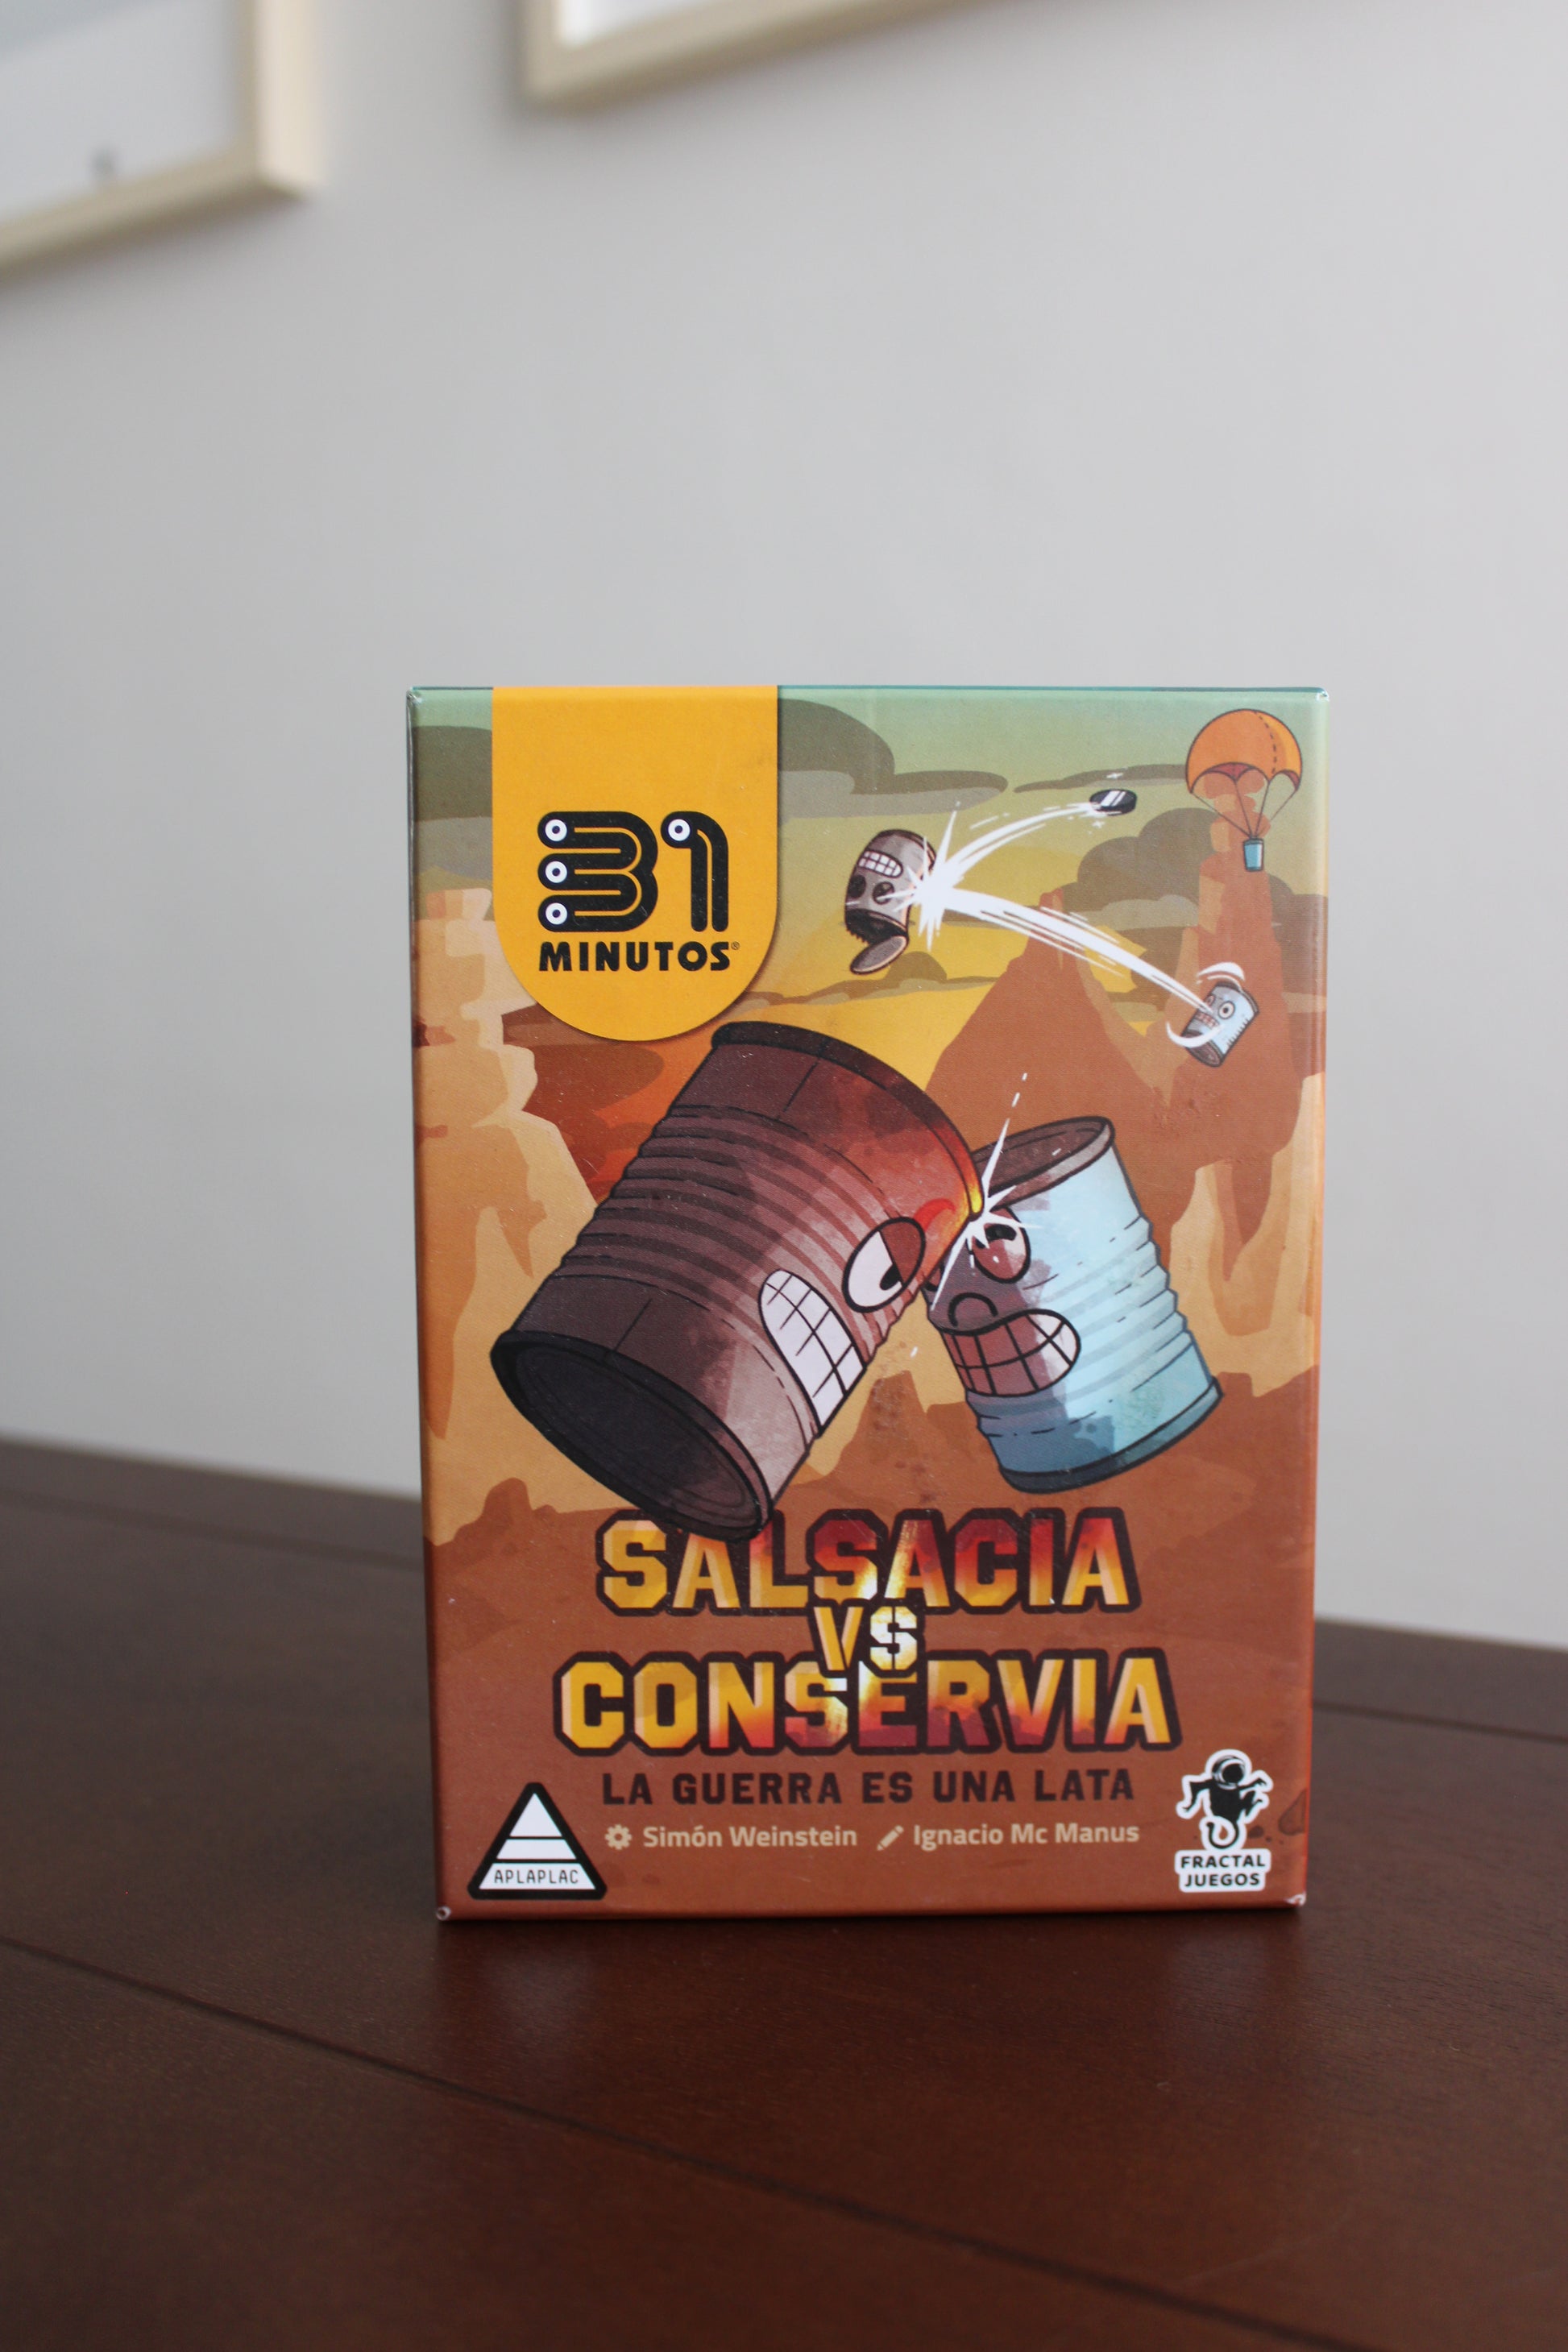 31
MINUTOS®
SALSACIA
VS
CONSERVIA
LA GUERRA ES UNA LATA
Simón Weinstein Ignacio Mc Manus
APLAPLAC
FRACTAL
JUEGOS